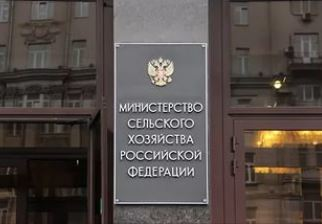 МИНИСТЕРСТВО
СЕЛЬСКОГО
ХОЗЯЙСТВА
РОССИЙСКОЙ
ФЕДЕРАЦИИ